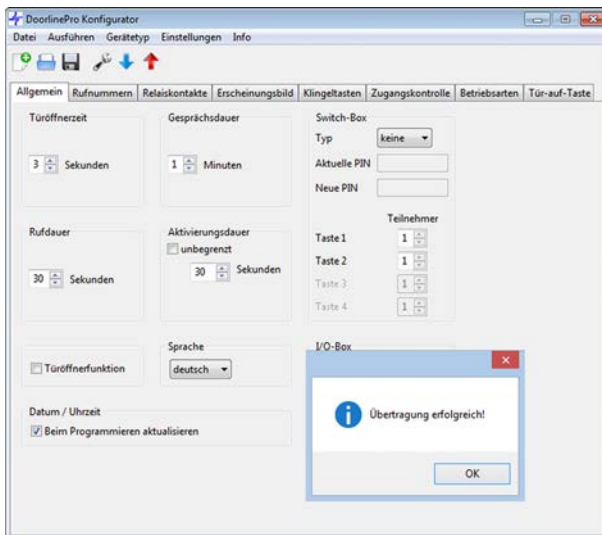 DoorlinePro Konfigurator
Datei Ausführen Gerätetyp Einstellungen Info
Allgemein Rufnummern Relaiskontakte Erscheinungsbild Klingeltasten Zugangskontrolle Betriebsarten Tür-auf-Taste
Türöffnerzeit
3 Sekunden
Gesprächsdauer
1 Minuten
Switch-Box
Typ keine
Aktuelle PIN
Neue PIN
Teilnehmer
Taste 1 1
Taste 2 1
Taste 3 1
Taste 4 1
Rufdauer
30 Sekunden
Aktivierungsdauer
unbegrenzt
30 Sekunden
Türöffnerfunktion
Sprache
deutsch
I/O-Box
Datum / Uhrzeit
Beim Programmieren aktualisieren
Übertragung erfolgreich!
OK